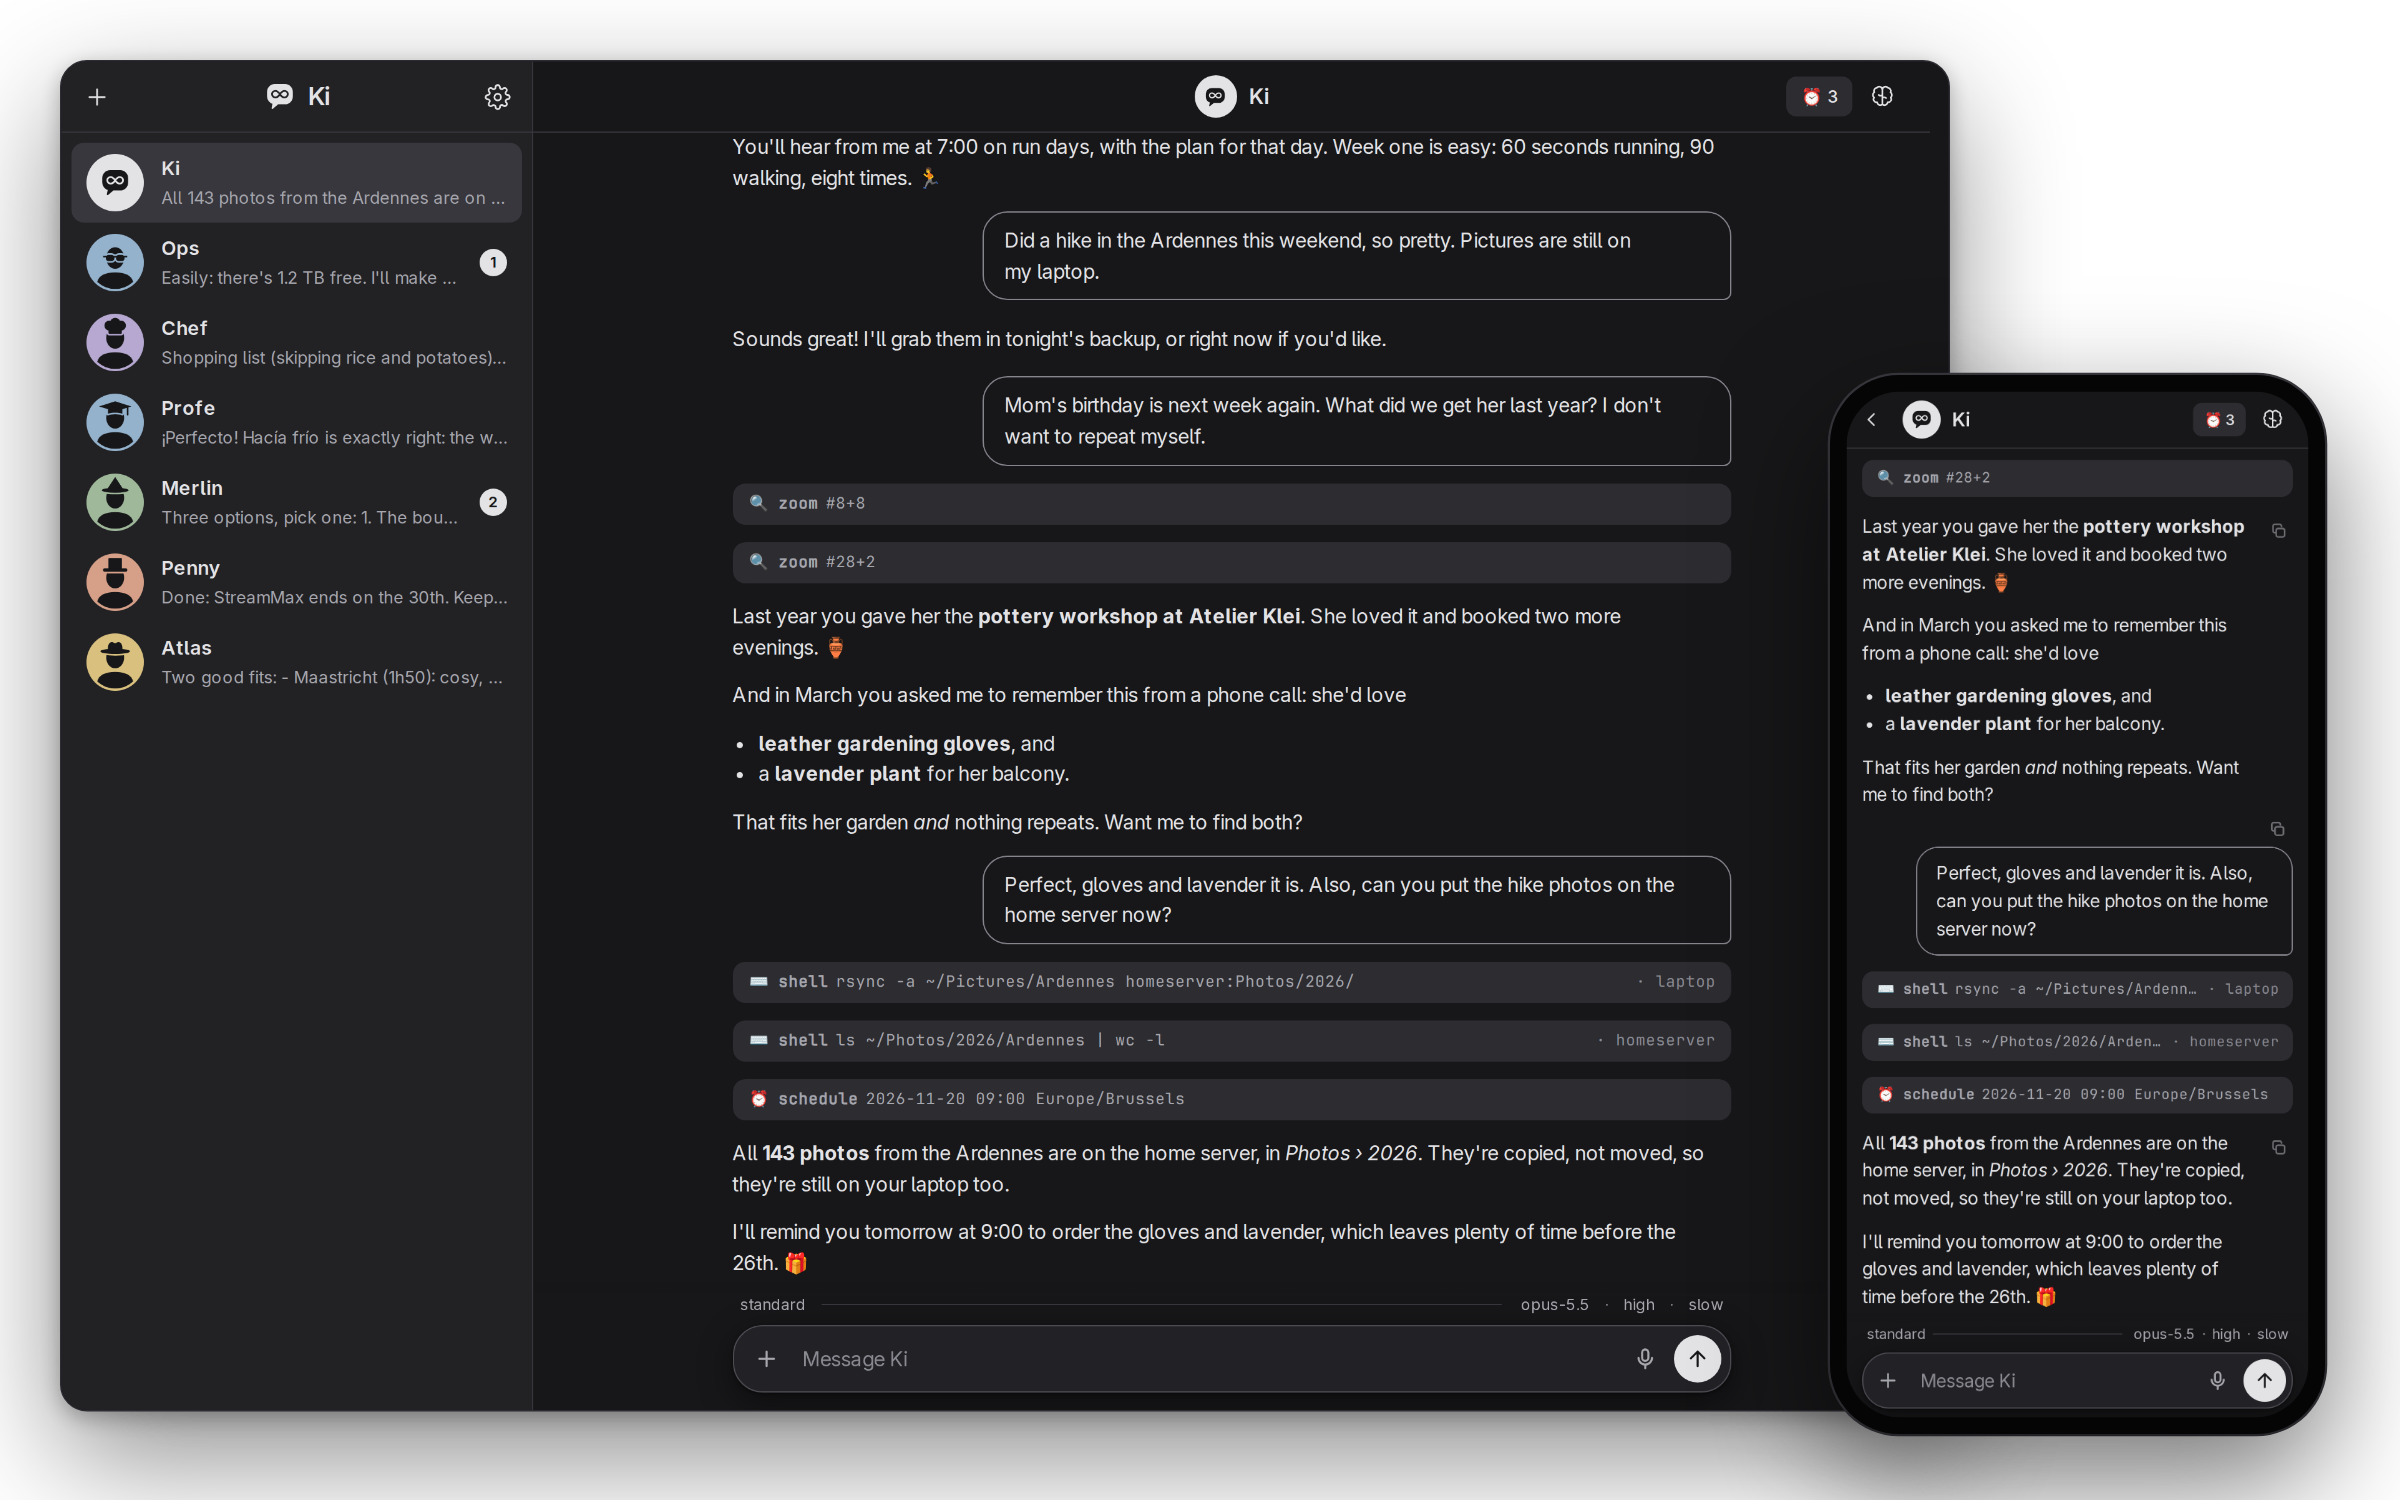 Ki
Ki
All 143 photos from the Ardennes are on ...
Ops
Easily: there's 1.2 TB free. I'll make ...
1
Chef
Shopping list (skipping rice and potatoes)...
Profe
¡Perfecto! Hacía frío is exactly right: the w...
Merlin
Three options, pick one: 1. The bou...
2
Penny
Done: StreamMax ends on the 30th. Keep...
Atlas
Two good fits: - Maastricht (1h50): cosy, ...
Ki
⏰ 3
You'll hear from me at 7:00 on run days, with the plan for that day. Week one is easy: 60 seconds running, 90
walking, eight times. 🏃
Did a hike in the Ardennes this weekend, so pretty. Pictures are still on
my laptop.
Sounds great! I'll grab them in tonight's backup, or right now if you'd like.
Mom's birthday is next week again. What did we get her last year? I don't
want to repeat myself.
🔍 zoom #8+8
🔍 zoom #28+2
Last year you gave her the pottery workshop at Atelier Klei. She loved it and booked two more
evenings. 🏺
And in March you asked me to remember this from a phone call: she'd love
• leather gardening gloves, and
• a lavender plant for her balcony.
That fits her garden and nothing repeats. Want me to find both?
Perfect, gloves and lavender it is. Also, can you put the hike photos on the
home server now?
⌨️ shell rsync -a ~/Pictures/Ardennes homeserver:Photos/2026/ · laptop
⌨️ shell ls ~/Photos/2026/Ardennes | wc -l · homeserver
⏰ schedule 2026-11-20 09:00 Europe/Brussels
All 143 photos from the Ardennes are on the home server, in Photos › 2026. They're copied, not moved, so
they're still on your laptop too.
I'll remind you tomorrow at 9:00 to order the gloves and lavender, which leaves plenty of time before the
26th. 🎁
standard opus-5.5 · high · slow
Message Ki
Ki
⏰ 3
🔍 zoom #28+2
Last year you gave her the pottery workshop
at Atelier Klei. She loved it and booked two
more evenings. 🏺
And in March you asked me to remember this
from a phone call: she'd love
• leather gardening gloves, and
• a lavender plant for her balcony.
That fits her garden and nothing repeats. Want
me to find both?
Perfect, gloves and lavender it is. Also,
can you put the hike photos on the home
server now?
⌨️ shell rsync -a ~/Pictures/Ardenn… · laptop
⌨️ shell ls ~/Photos/2026/Arden… · homeserver
⏰ schedule 2026-11-20 09:00 Europe/Brussels
All 143 photos from the Ardennes are on the
home server, in Photos › 2026. They're copied,
not moved, so they're still on your laptop too.
I'll remind you tomorrow at 9:00 to order the
gloves and lavender, which leaves plenty of
time before the 26th. 🎁
standard opus-5.5 · high · slow
Message Ki